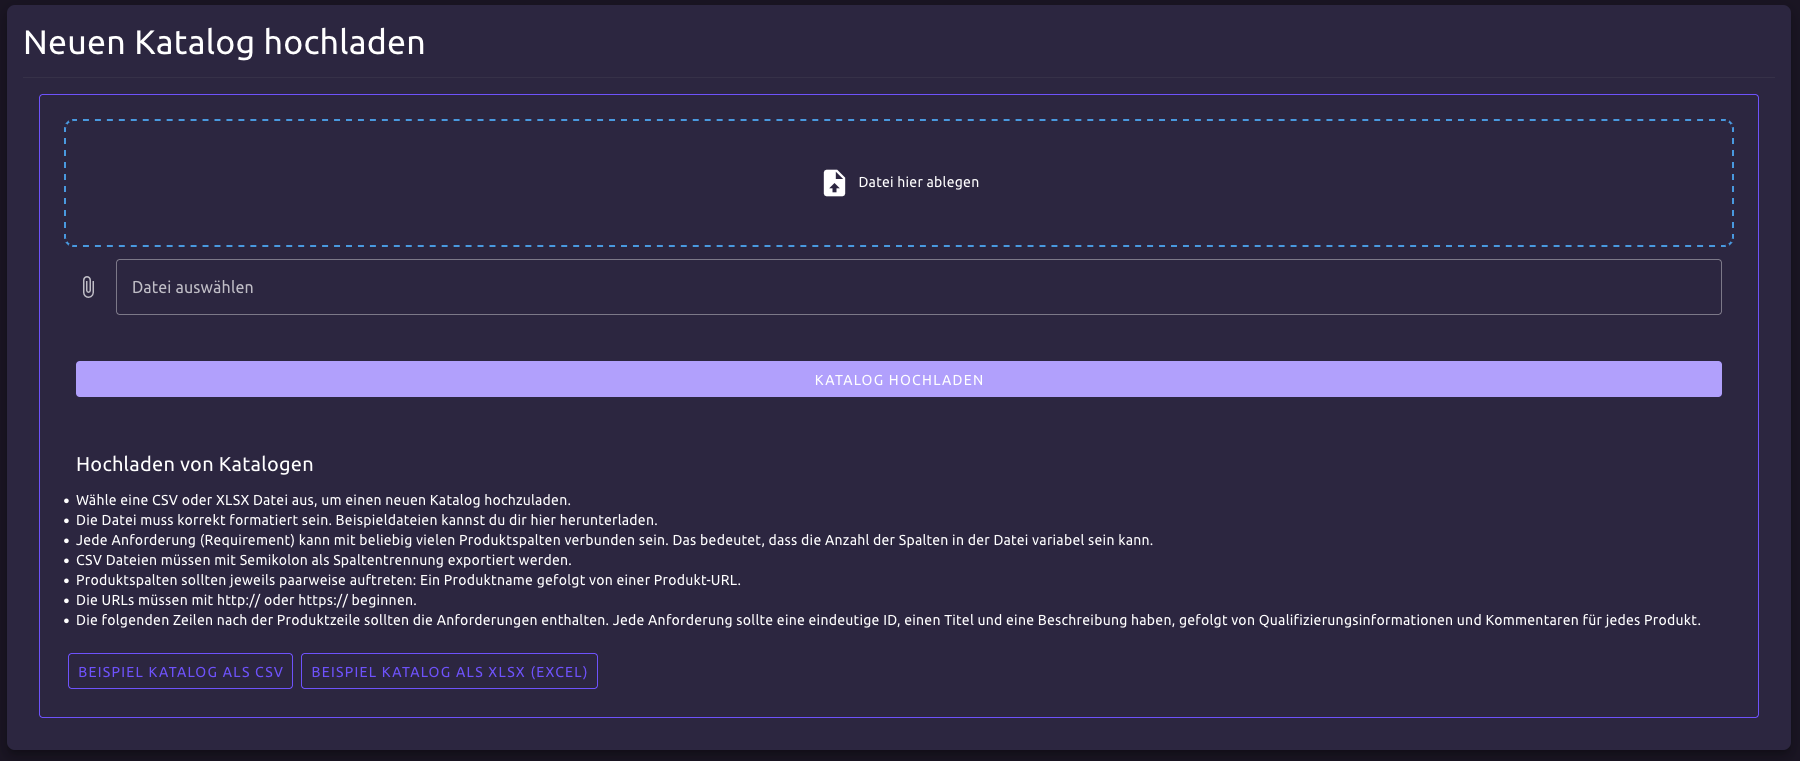 Neuen Katalog hochladen
Datei hier ablegen
Datei auswählen
KATALOG HOCHLADEN
Hochladen von Katalogen
• Wähle eine CSV oder XLSX Datei aus, um einen neuen Katalog hochzuladen.
• Die Datei muss korrekt formatiert sein. Beispieldateien kannst du dir hier herunterladen.
• Jede Anforderung (Requirement) kann mit beliebig vielen Produktspalten verbunden sein. Das bedeutet, dass die Anzahl der Spalten in der Datei variabel sein kann.
• CSV Dateien müssen mit Semikolon als Spaltentrennung exportiert werden.
• Produktspalten sollten jeweils paarweise auftreten: Ein Produktname gefolgt von einer Produkt-URL.
• Die URLs müssen mit http:// oder https:// beginnen.
• Die folgenden Zeilen nach der Produktzeile sollten die Anforderungen enthalten. Jede Anforderung sollte eine eindeutige ID, einen Titel und eine Beschreibung haben, gefolgt von Qualifizierungsinformationen und Kommentaren für jedes Produkt.
BEISPIEL KATALOG ALS CSV
BEISPIEL KATALOG ALS XLSX (EXCEL)